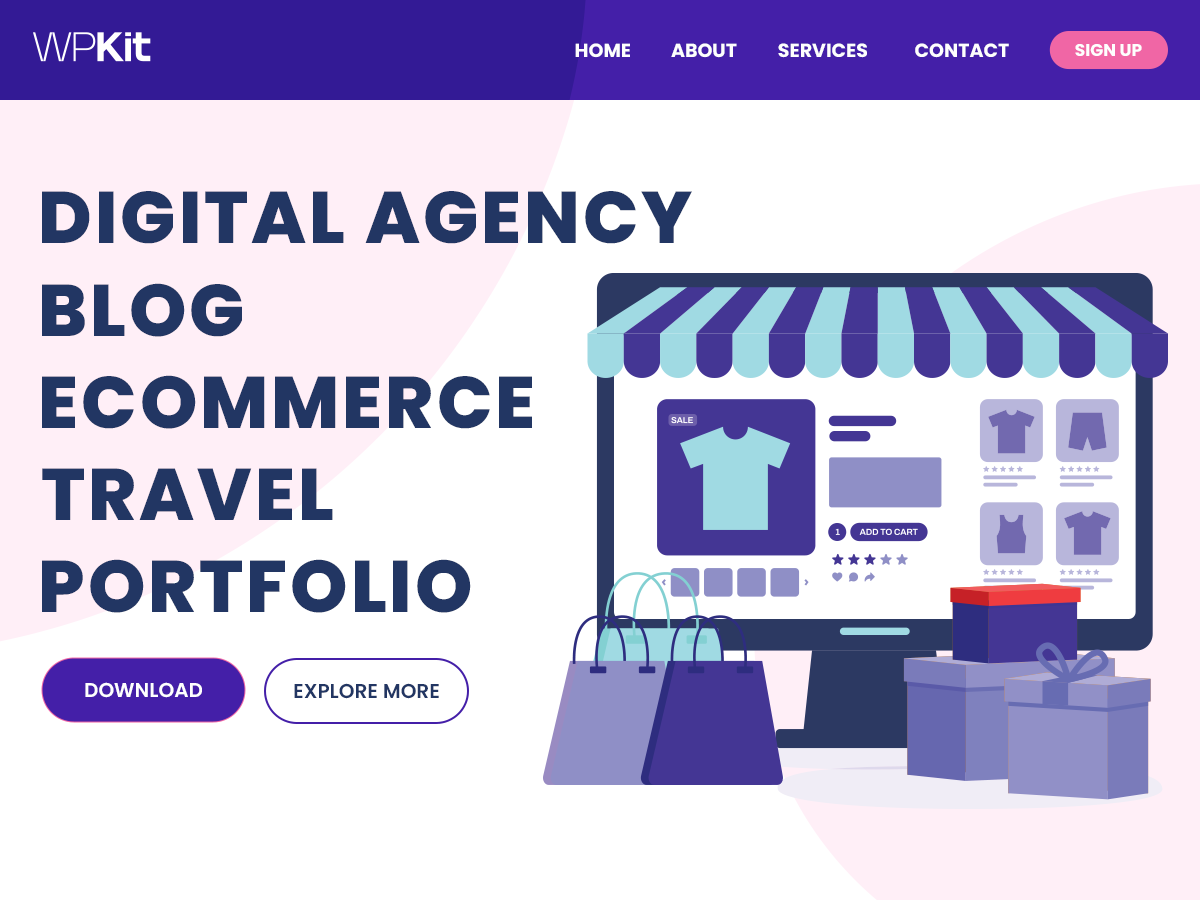 WPKit
HOME ABOUT SERVICES CONTACT SIGN UP
DIGITAL AGENCY
BLOG
ECOMMERCE
TRAVEL
PORTFOLIO
DOWNLOAD EXPLORE MORE
SALE
1 ADD TO CART